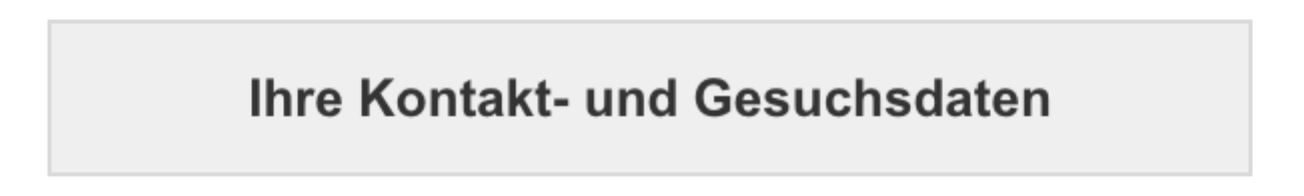 Ihre Kontakt- und Gesuchsdaten